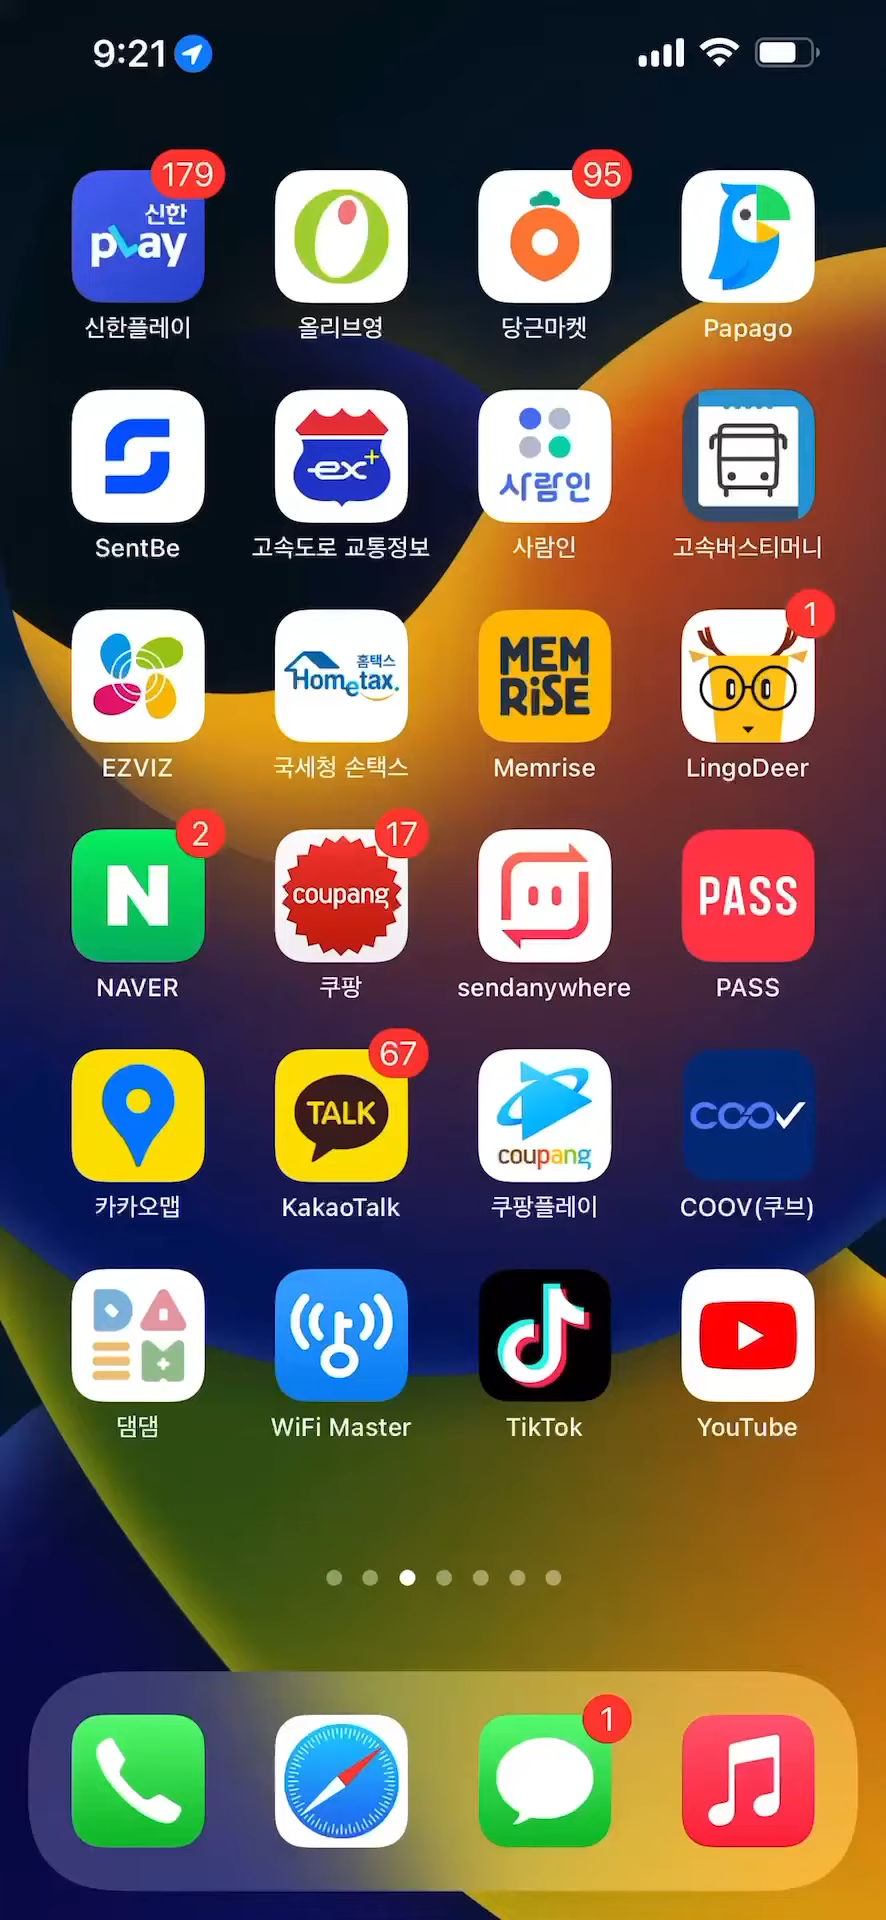 9:21
179
95
신한
pLay
신한플레이
올리브영
당근마켓
Papago
ex+
사람인
SentBe
고속도로 교통정보
사람인
고속버스티머니
1
홈택스
Hometax.
MEM
RiSE
EZVIZ
국세청 손택스
Memrise
LingoDeer
2
17
N
coupang
PASS
NAVER
쿠팡
sendanywhere
PASS
67
TALK
coupang
COOV
카카오맵
KakaoTalk
쿠팡플레이
COOV(쿠브)
DA
EM
댐댐
WiFi Master
TikTok
YouTube
1